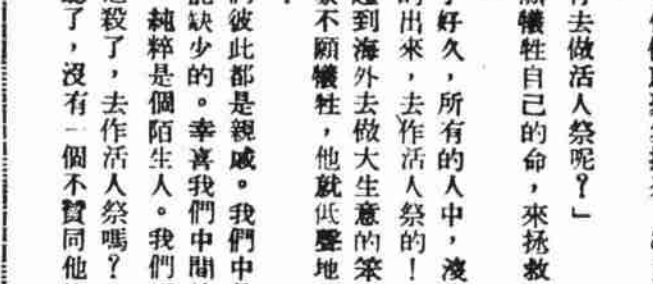 去做活人祭呢？」
願犧牲自己的命，來拯救
好久，所有的人中，沒
的出來，去作活人祭的！
到海外去做大生意的笨
不願犧牲，他就低聲地
們彼此都是親戚。我們中
能缺少的。幸喜我們中間
純粹是個陌生人。我們
殺了，去作活人祭嗎？
了，沒有一個不贊同他